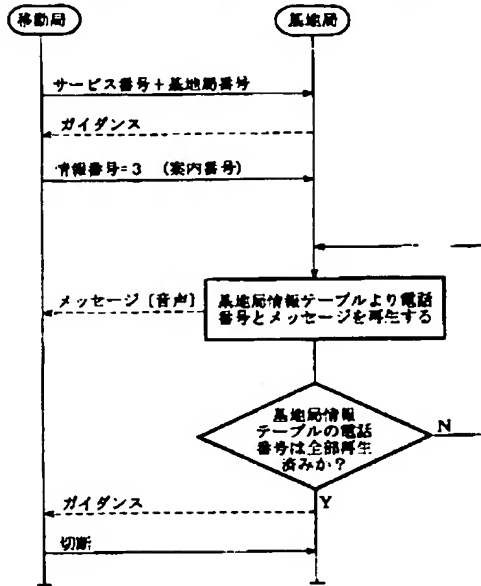 移動局
基地局
サービス番号+基地局番号
ガイダンス
情報番号=3 (案内番号)
メッセージ〔音声〕
基地局情報テーブルより電話
番号とメッセージを再生する
基地局情報
テーブルの電話
番号は全部再生
済みか?
N
Y
ガイダンス
切断